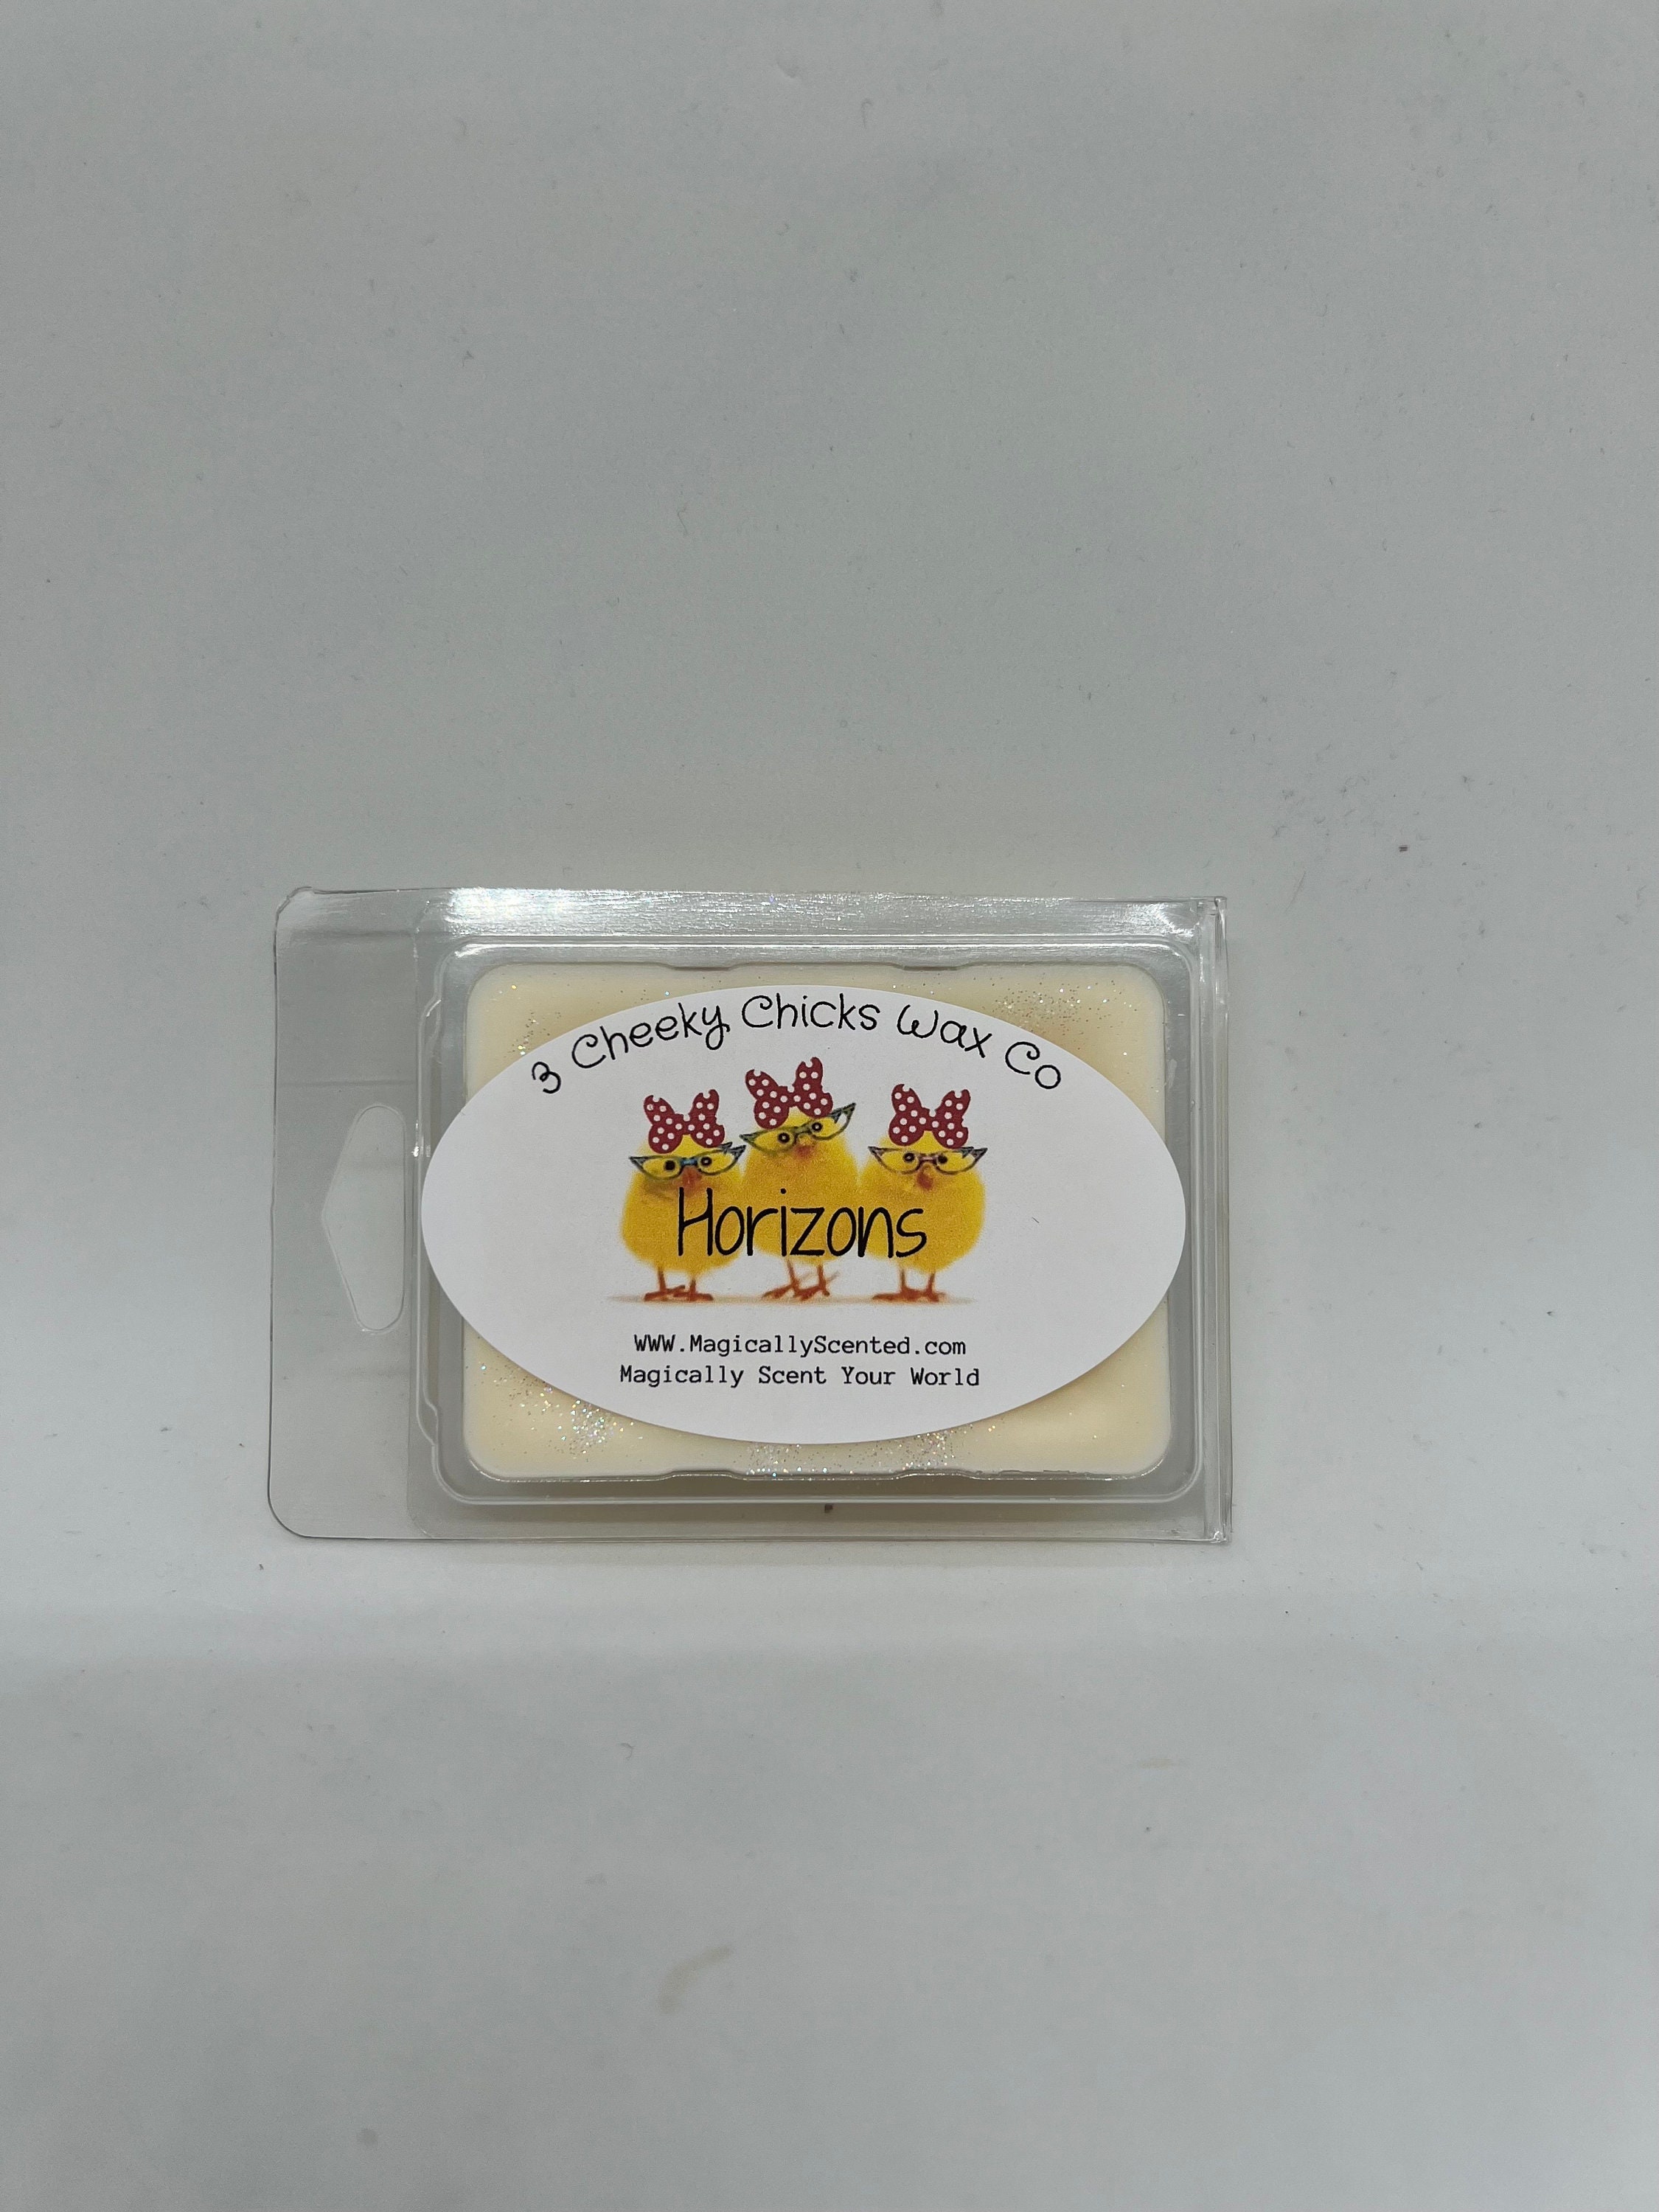 3 Cheeky Chicks Wax Co
Horizons
WWW.MagicallyScented.com
Magically Scent Your World